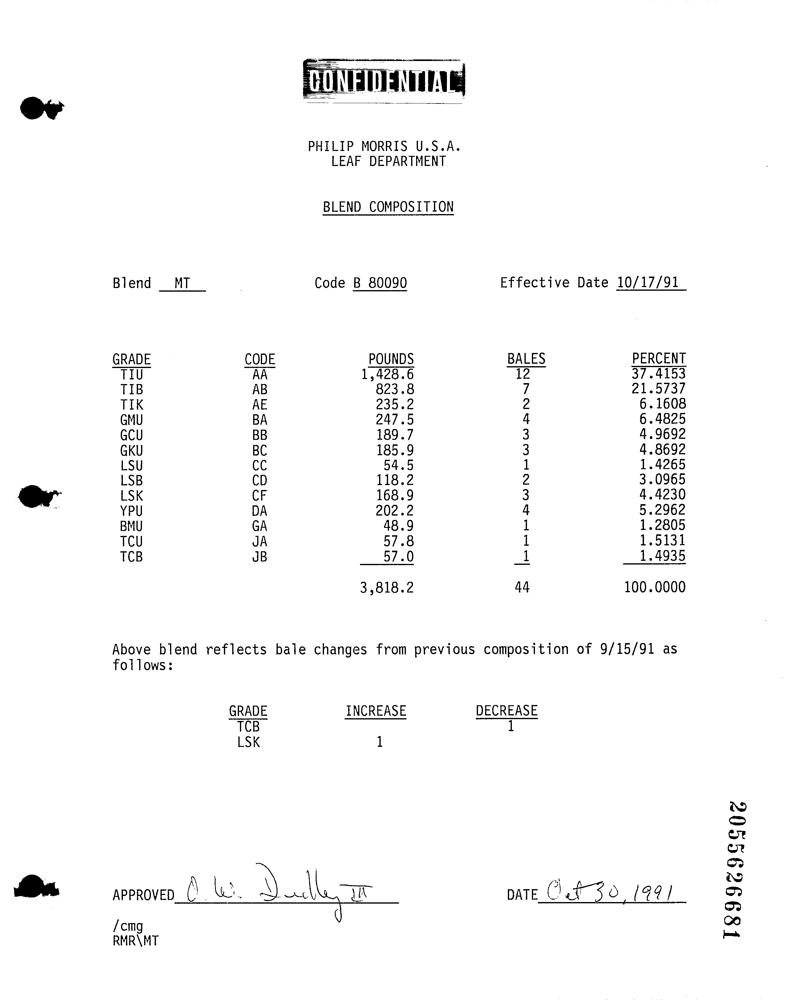 CONFIDENTIAL
PHILIP MORRIS U.S.A.
LEAF DEPARTMENT
BLEND COMPOSITION
Blend MT Code B 80090 Effective Date 10/17/91
GRADE CODE POUNDS BALES PERCENT
TIU AA 1,428.6 12 37.4153
TIB AB 823.8 7 21.5737
TIK AE 235.2 2 6.1608
GMU BA 247.5 4 6.4825
GCU BB 189.7 3 4.9692
GKU BC 185.9 3 4.8692
LSU CC 54.5 1 1.4265
LSB CD 118.2 2 3.0965
LSK CF 168.9 3 4.4230
YPU DA 202.2 4 5.2962
BMU GA 48.9 1 1.2805
TCU JA 57.8 1 1.5131
TCB JB 57.0 1 1.4935
3,818.2 44 100.0000
Above blend reflects bale changes from previous composition of 9/15/91 as
follows:
GRADE INCREASE DECREASE
TCB 1
LSK 1
APPROVED O. W. Dudley III DATE Oct 30, 1991
/cmg
RMR\MT
2055626681